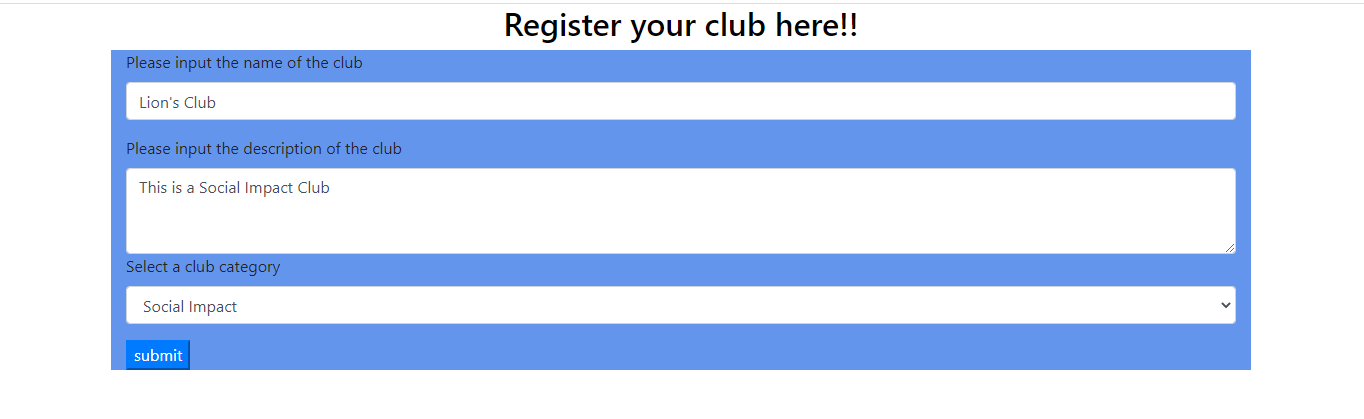 Register your club here!!
Please input the name of the club
Lion's Club
Please input the description of the club
This is a Social Impact Club
Select a club category
Social Impact
submit